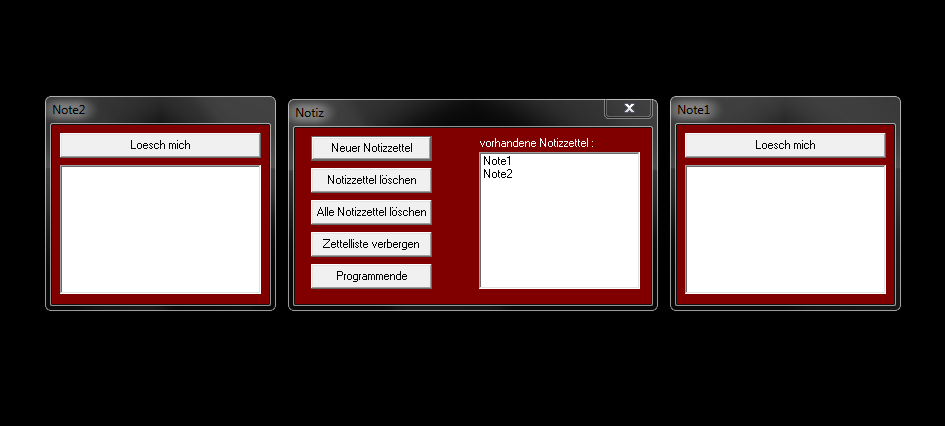 Note2
Loesch mich
Notiz
X
Neuer Notizzettel
Notizzettel löschen
Alle Notizzettel löschen
Zettelliste verbergen
Programmende
vorhandene Notizzettel :
Note1
Note2
Note1
Loesch mich